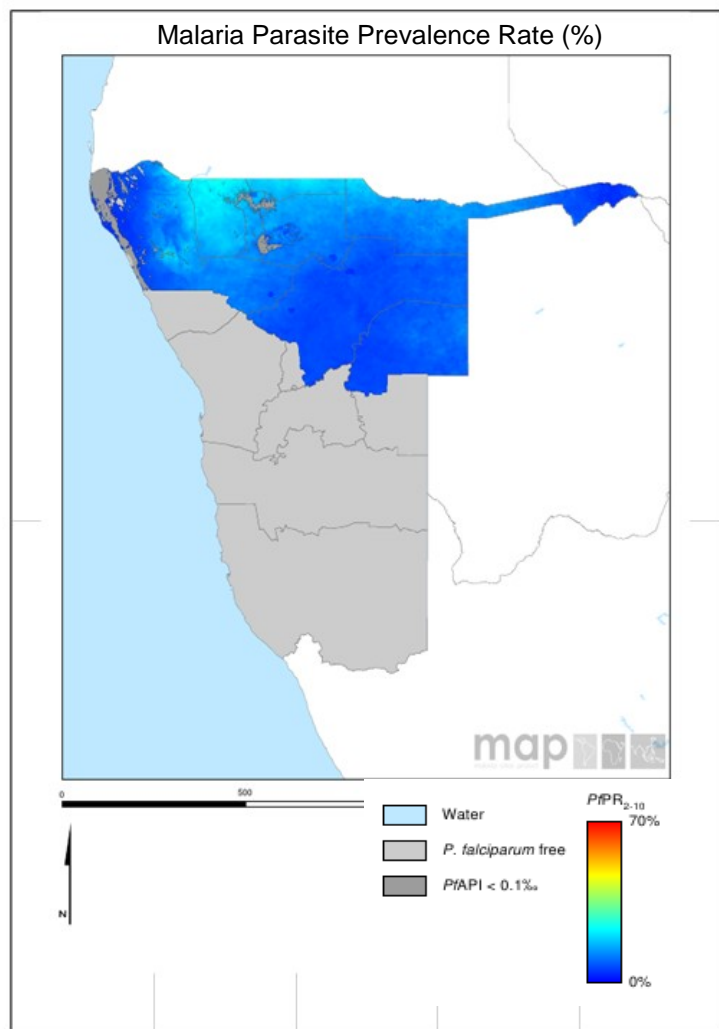 Malaria Parasite Prevalence Rate (%)
map
0
500
Water
P. falciparum free
PfAPI < 0.1‰
PfPR2-10
70%
0%
N